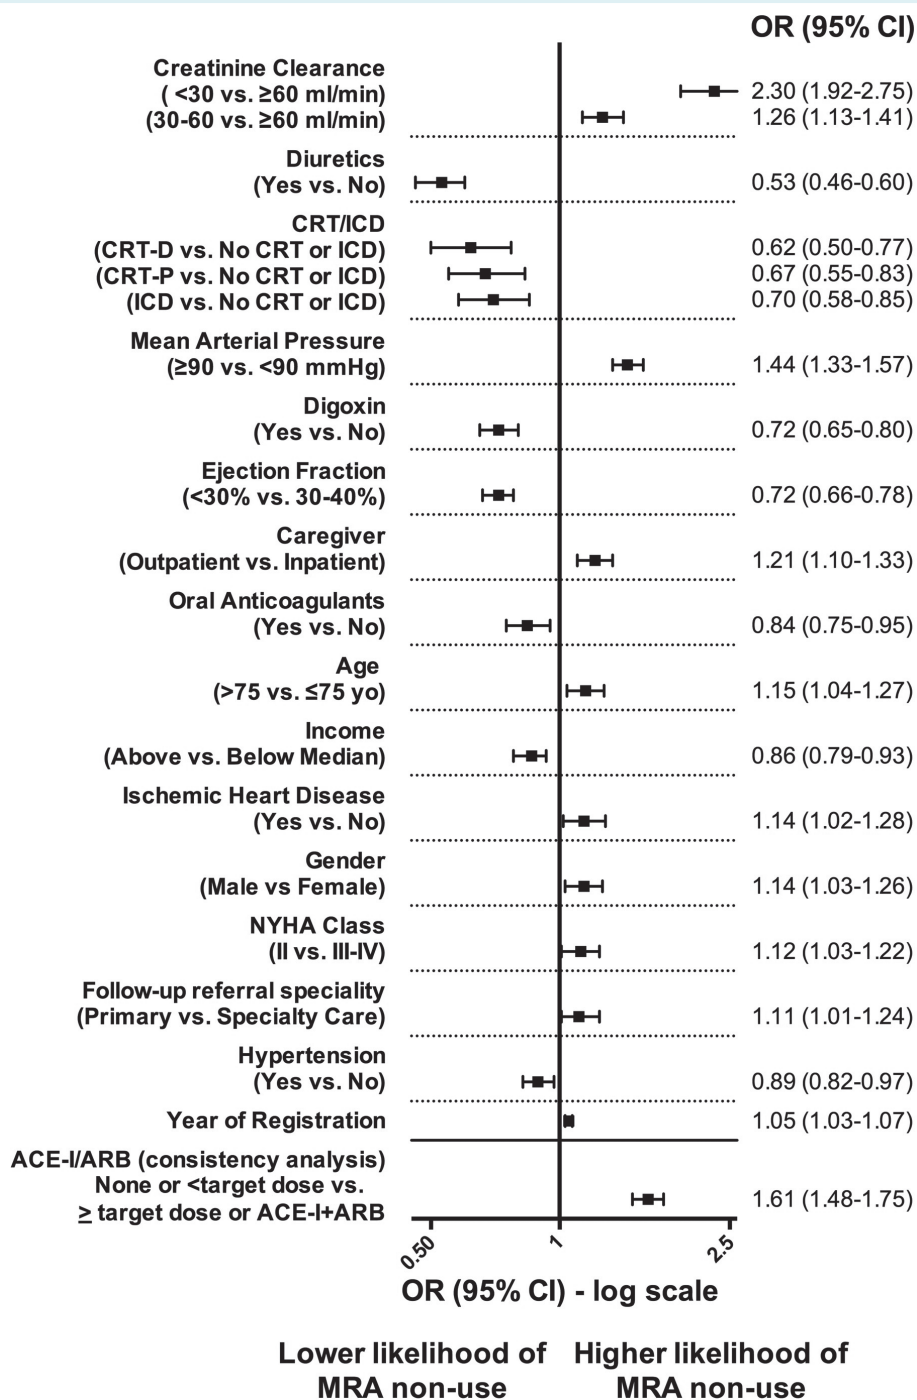 OR (95% CI)
Creatinine Clearance
( <30 vs. ≥60 ml/min) 2.30 (1.92-2.75)
(30-60 vs. ≥60 ml/min) 1.26 (1.13-1.41)
Diuretics
(Yes vs. No) 0.53 (0.46-0.60)
CRT/ICD
(CRT-D vs. No CRT or ICD) 0.62 (0.50-0.77)
(CRT-P vs. No CRT or ICD) 0.67 (0.55-0.83)
(ICD vs. No CRT or ICD) 0.70 (0.58-0.85)
Mean Arterial Pressure
(≥90 vs. <90 mmHg) 1.44 (1.33-1.57)
Digoxin
(Yes vs. No) 0.72 (0.65-0.80)
Ejection Fraction
(<30% vs. 30-40%) 0.72 (0.66-0.78)
Caregiver
(Outpatient vs. Inpatient) 1.21 (1.10-1.33)
Oral Anticoagulants
(Yes vs. No) 0.84 (0.75-0.95)
Age
(>75 vs. ≤75 yo) 1.15 (1.04-1.27)
Income
(Above vs. Below Median) 0.86 (0.79-0.93)
Ischemic Heart Disease
(Yes vs. No) 1.14 (1.02-1.28)
Gender
(Male vs Female) 1.14 (1.03-1.26)
NYHA Class
(II vs. III-IV) 1.12 (1.03-1.22)
Follow-up referral speciality
(Primary vs. Specialty Care) 1.11 (1.01-1.24)
Hypertension
(Yes vs. No) 0.89 (0.82-0.97)
Year of Registration 1.05 (1.03-1.07)
ACE-I/ARB (consistency analysis)
None or <target dose vs. 1.61 (1.48-1.75)
≥ target dose or ACE-I+ARB
0.50 1 2.5
OR (95% CI) - log scale
Lower likelihood of Higher likelihood of
MRA non-use MRA non-use